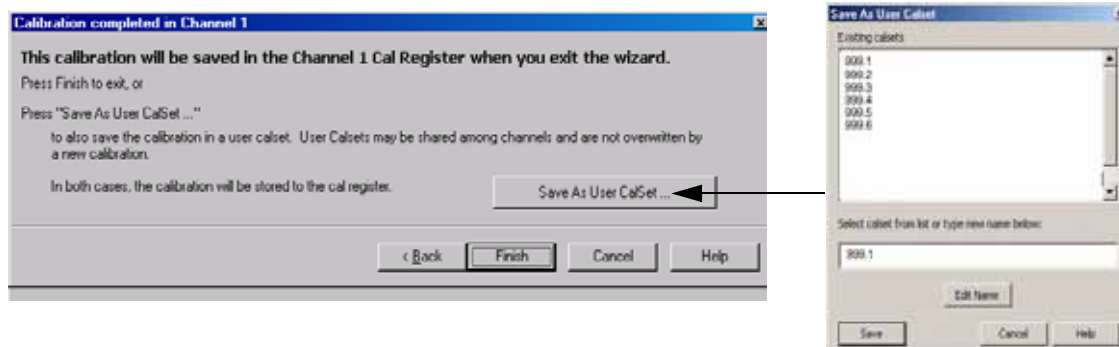 Calibration completed in Channel 1
This calibration will be saved in the Channel 1 Cal Register when you exit the wizard.
Press Finish to exit, or
Press "Save As User CalSet ..."
to also save the calibration in a user calset. User Calsets may be shared among channels and are not overwritten by
a new calibration.
In both cases, the calibration will be stored to the cal register.
Save As User CalSet ...
< Back
Finish
Cancel
Help
Save As User Calset
Existing calsets
999.1
999.2
999.3
999.4
999.5
999.6
Select calset from list or type new name below:
999.1
Edit Name
Save
Cancel
Help